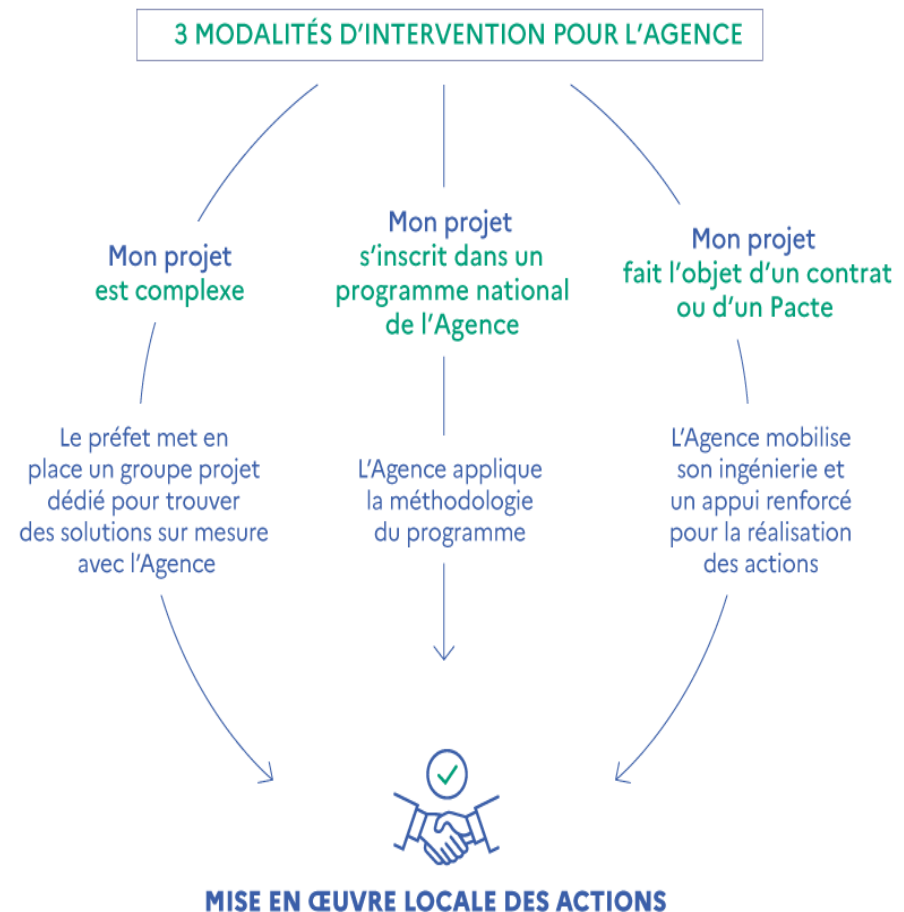 3 MODALITÉS D'INTERVENTION POUR L'AGENCE
Mon projet
est complexe
Le préfet met en
place un groupe projet
dédié pour trouver
des solutions sur mesure
avec l'Agence
Mon projet
s'inscrit dans un
programme national
de l'Agence
L'Agence applique
la méthodologie
du programme
Mon projet
fait l'objet d'un contrat
ou d'un Pacte
L'Agence mobilise
son ingénierie et
un appui renforcé
pour la réalisation
des actions
MISE EN ŒUVRE LOCALE DES ACTIONS